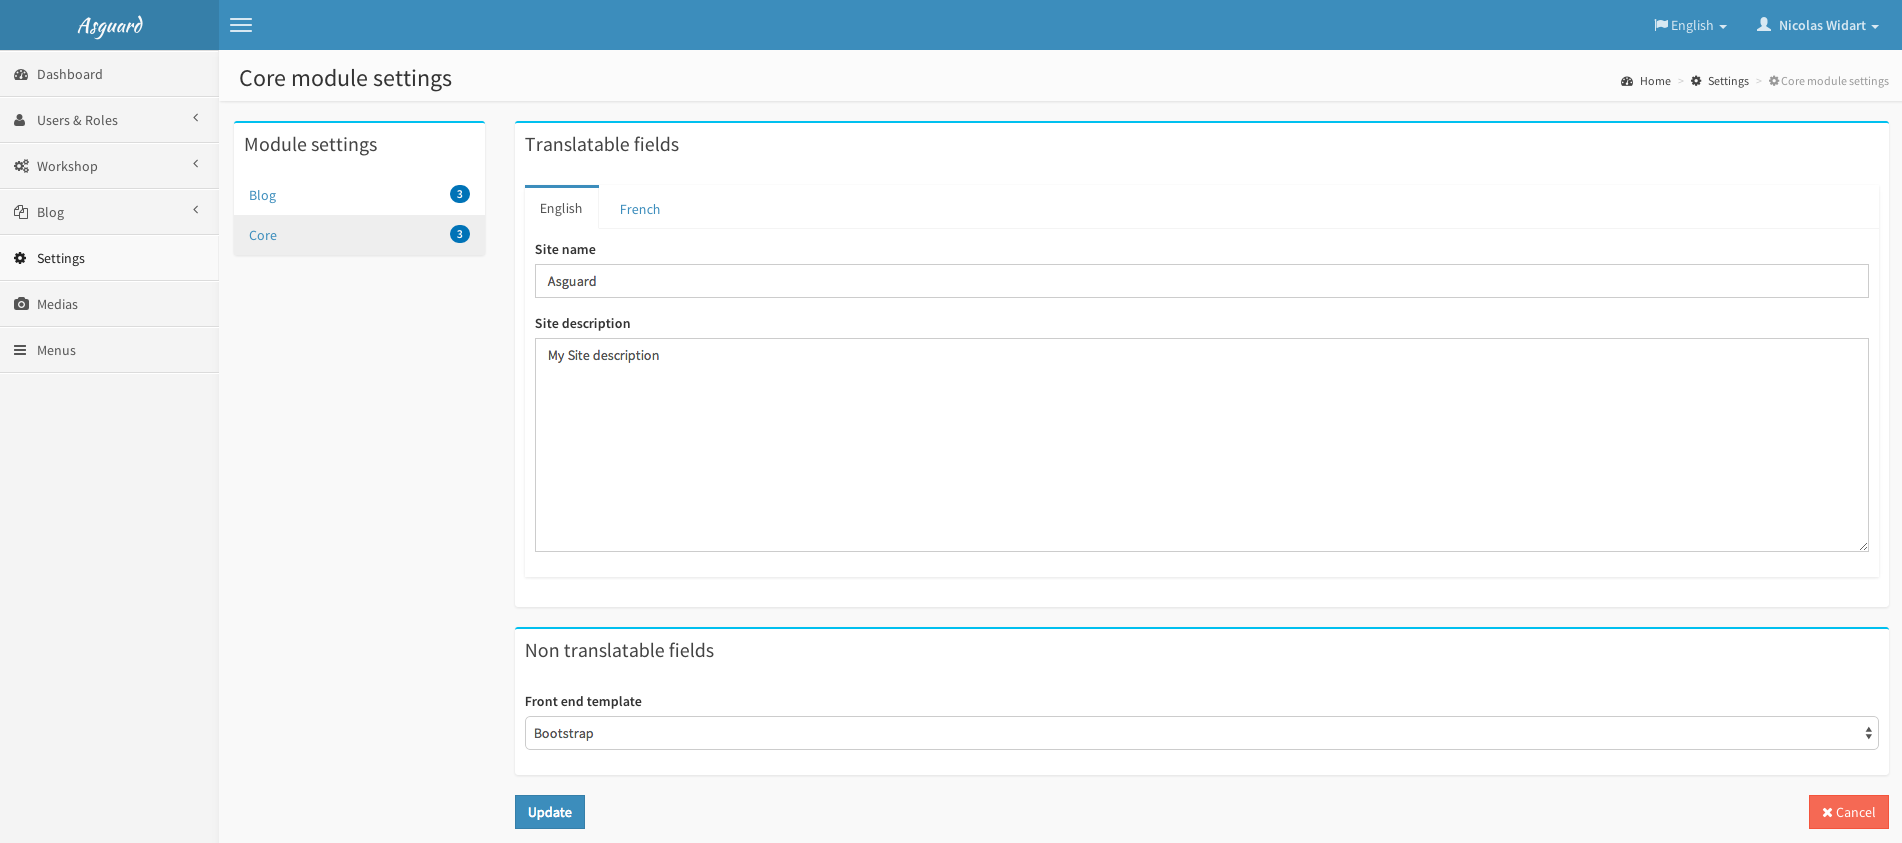 Asguard
English
Nicolas Widart
Dashboard
Users & Roles
Workshop
Blog
Settings
Medias
Menus
Core module settings
Home > Settings > Core module settings
Module settings
Blog 3
Core 3
Translatable fields
English French
Site name
Asguard
Site description
My Site description
Non translatable fields
Front end template
Bootstrap
Update
Cancel